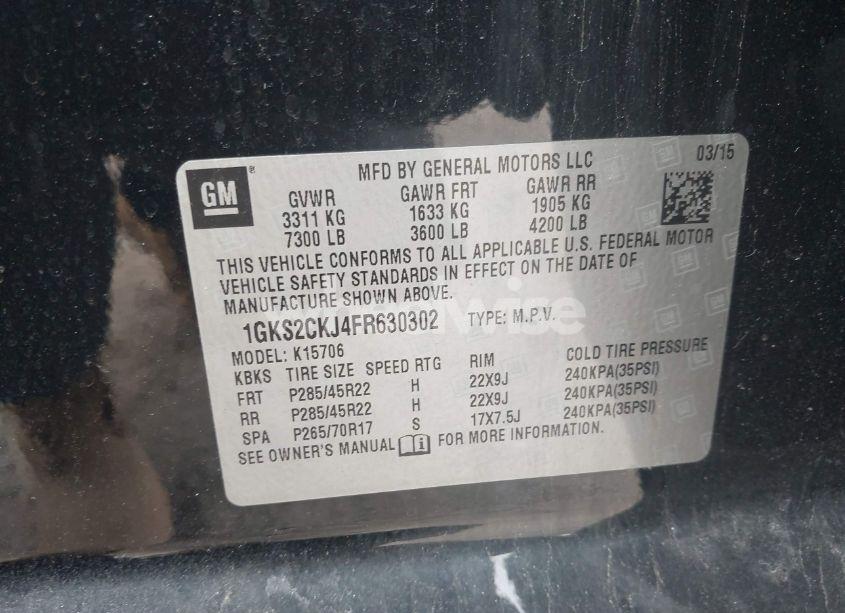 MFD BY GENERAL MOTORS LLC 03/15
GM
GVWR GAWR FRT GAWR RR
3311 KG 1633 KG 1905 KG
7300 LB 3600 LB 4200 LB
THIS VEHICLE CONFORMS TO ALL APPLICABLE U.S. FEDERAL MOTOR
VEHICLE SAFETY STANDARDS IN EFFECT ON THE DATE OF
MANUFACTURE SHOWN ABOVE.
1GKS2CKJ4FR630302 TYPE: M.P.V.
MODEL: K15706
KBKS TIRE SIZE SPEED RTG RIM COLD TIRE PRESSURE
FRT P285/45R22 H 22X9J 240KPA(35PSI)
RR P285/45R22 H 22X9J 240KPA(35PSI)
SPA P265/70R17 S 17X7.5J 240KPA(35PSI)
SEE OWNER'S MANUAL FOR MORE INFORMATION.